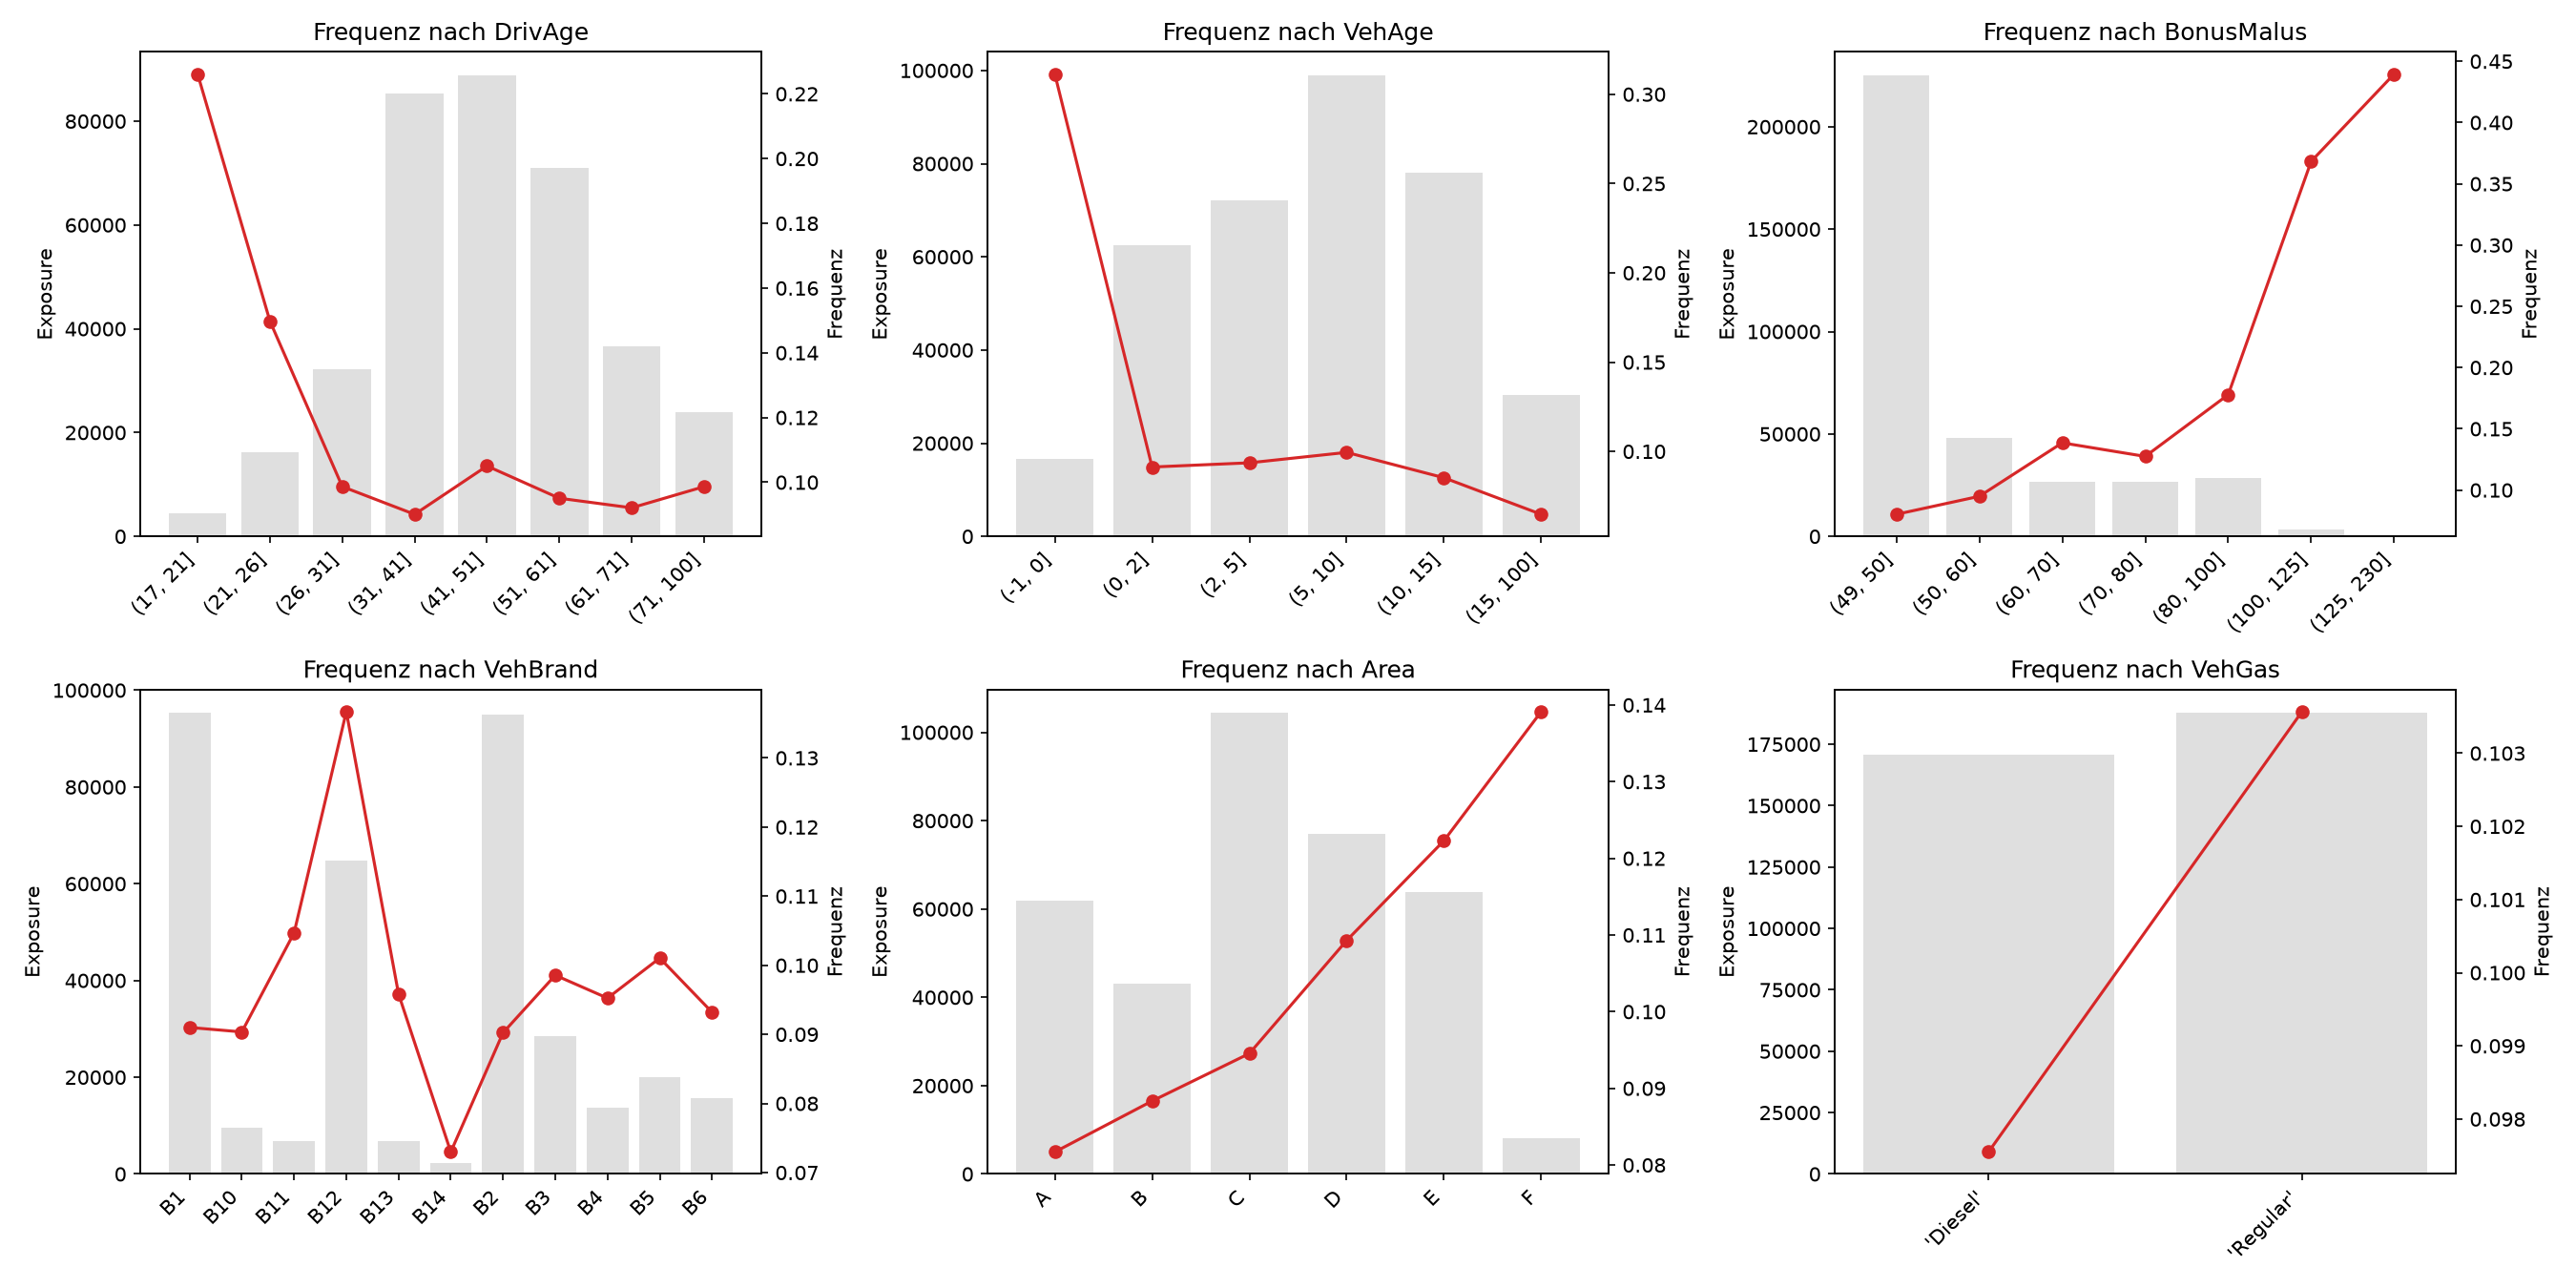 Frequenz nach DrivAge
Exposure
0
20000
40000
60000
80000
0.10
0.12
0.14
0.16
0.18
0.20
0.22
Frequenz
(17, 21]
(21, 26]
(26, 31]
(31, 41]
(41, 51]
(51, 61]
(61, 71]
(71, 100]
Frequenz nach VehAge
Exposure
0
20000
40000
60000
80000
100000
0.10
0.15
0.20
0.25
0.30
Frequenz
(-1, 0]
(0, 2]
(2, 5]
(5, 10]
(10, 15]
(15, 100]
Frequenz nach BonusMalus
Exposure
0
50000
100000
150000
200000
0.10
0.15
0.20
0.25
0.30
0.35
0.40
0.45
Frequenz
(49, 50]
(50, 60]
(60, 70]
(70, 80]
(80, 100]
(100, 125]
(125, 230]
Frequenz nach VehBrand
Exposure
0
20000
40000
60000
80000
100000
0.07
0.08
0.09
0.10
0.11
0.12
0.13
Frequenz
B1
B10
B11
B12
B13
B14
B2
B3
B4
B5
B6
Frequenz nach Area
Exposure
0
20000
40000
60000
80000
100000
0.08
0.09
0.10
0.11
0.12
0.13
0.14
Frequenz
A
B
C
D
E
F
Frequenz nach VehGas
Exposure
0
25000
50000
75000
100000
125000
150000
175000
0.098
0.099
0.100
0.101
0.102
0.103
Frequenz
'Diesel'
'Regular'